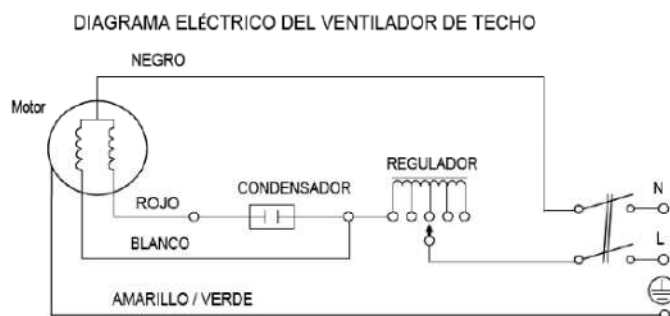 DIAGRAMA ELÉCTRICO DEL VENTILADOR DE TECHO
NEGRO
Motor
REGULADOR
CONDENSADOR
N
ROJO
L
BLANCO
AMARILLO / VERDE